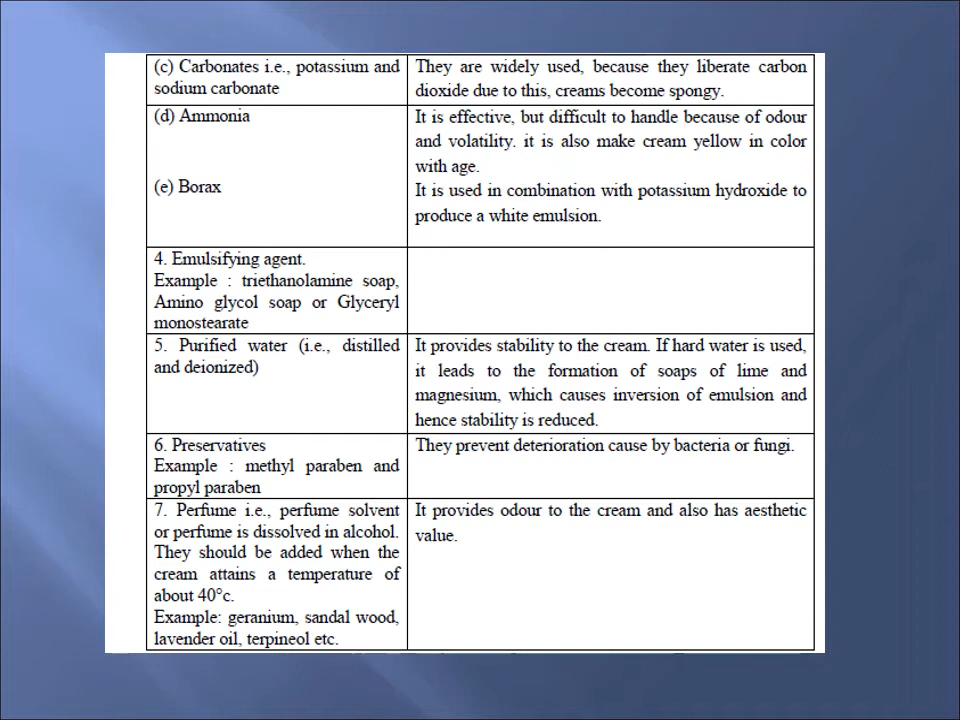 (c) Carbonates i.e., potassium and
sodium carbonate
They are widely used, because they liberate carbon
dioxide due to this, creams become spongy.
(d) Ammonia
It is effective, but difficult to handle because of odour
and volatility. it is also make cream yellow in color
with age.
(e) Borax
It is used in combination with potassium hydroxide to
produce a white emulsion.
4. Emulsifying agent.
Example : triethanolamine soap,
Amino glycol soap or Glyceryl
monostearate
5. Purified water (i.e., distilled
and deionized)
It provides stability to the cream. If hard water is used,
it leads to the formation of soaps of lime and
magnesium, which causes inversion of emulsion and
hence stability is reduced.
6. Preservatives
Example : methyl paraben and
propyl paraben
They prevent deterioration cause by bacteria or fungi.
7. Perfume i.e., perfume solvent
or perfume is dissolved in alcohol.
They should be added when the
cream attains a temperature of
about 40°c.
Example: geranium, sandal wood,
lavender oil, terpineol etc.
It provides odour to the cream and also has aesthetic
value.